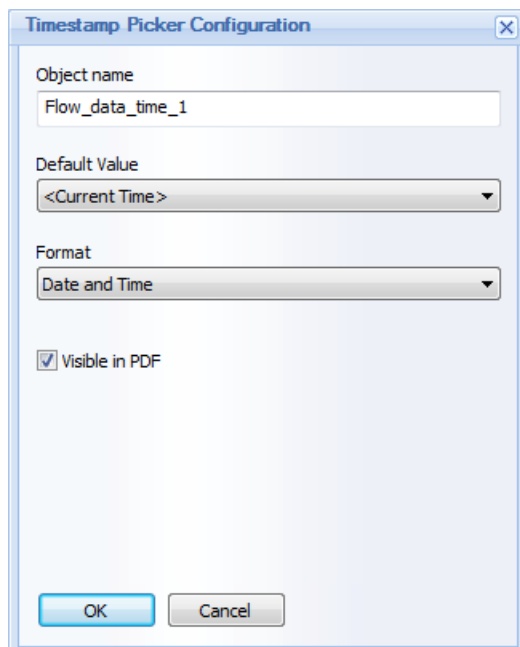 Timestamp Picker Configuration
Object name
Flow_data_time_1
Default Value
<Current Time>
Format
Date and Time
Visible in PDF
OK
Cancel